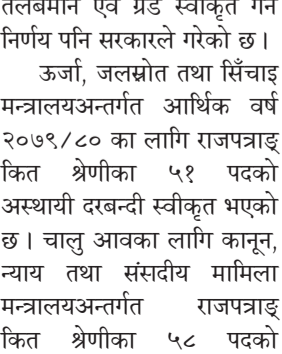 तलबमान एवं ग्रेड स्वीकृत गर्ने
निर्णय पनि सरकारले गरेको छ ।
ऊर्जा, जलस्रोत तथा सिँचाइ
मन्त्रालयअन्तर्गत आर्थिक वर्ष
२०७९/८० का लागि राजपत्राङ्
कित श्रेणीका ५१ पदको
अस्थायी दरबन्दी स्वीकृत भएको
छ । चालु आवका लागि कानून,
न्याय तथा संसदीय मामिला
मन्त्रालयअन्तर्गत राजपत्राङ्
कित श्रेणीका ५८ पदको